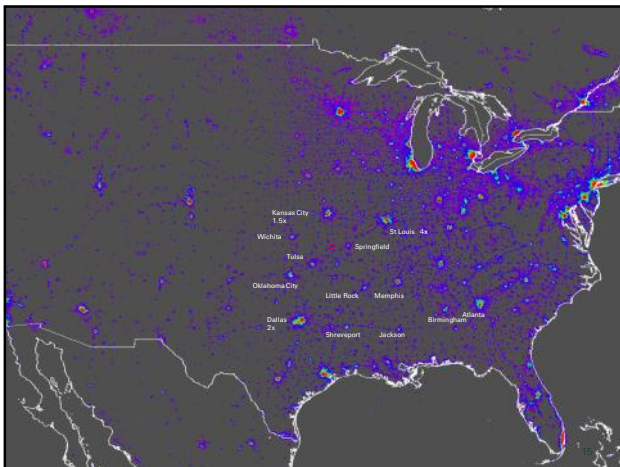 Kansas City
1.5x
St Louis 4x
Wichita
Springfield
Tulsa
Oklahoma City
Little Rock
Memphis
Dallas
2x
Birmingham
Atlanta
Shreveport
Jackson